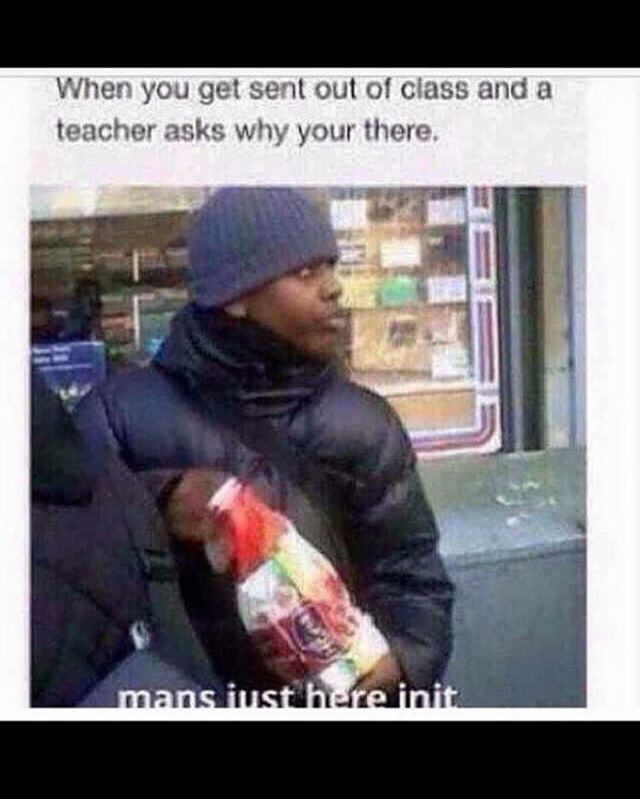 When you get sent out of class and a
teacher asks why your there.
mans just here init